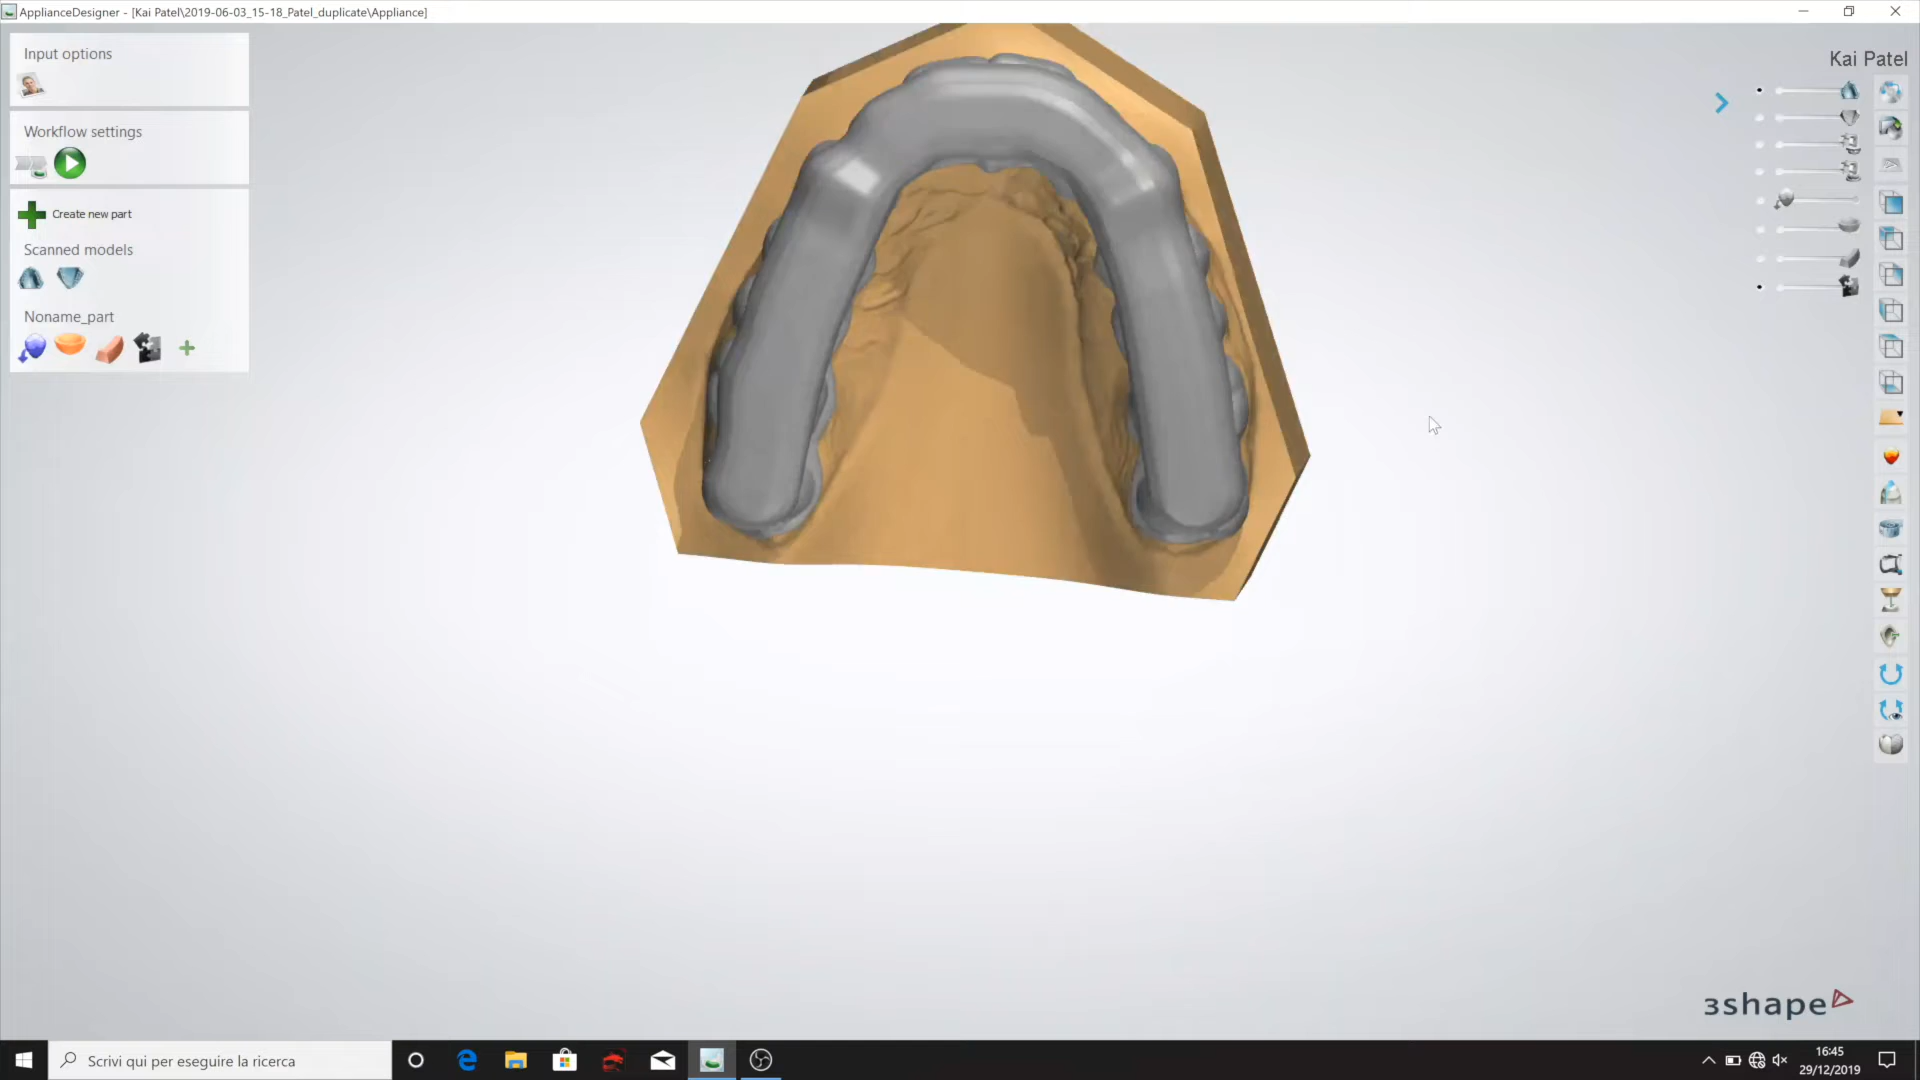 ApplianceDesigner - [Kai Patel\2019-06-03_15-18_Patel_duplicate\Appliance]
Input options
Kai Patel
Workflow settings
Create new part
Scanned models
Noname_part
3shape
Scrivi qui per eseguire la ricerca
16:45
29/12/2019